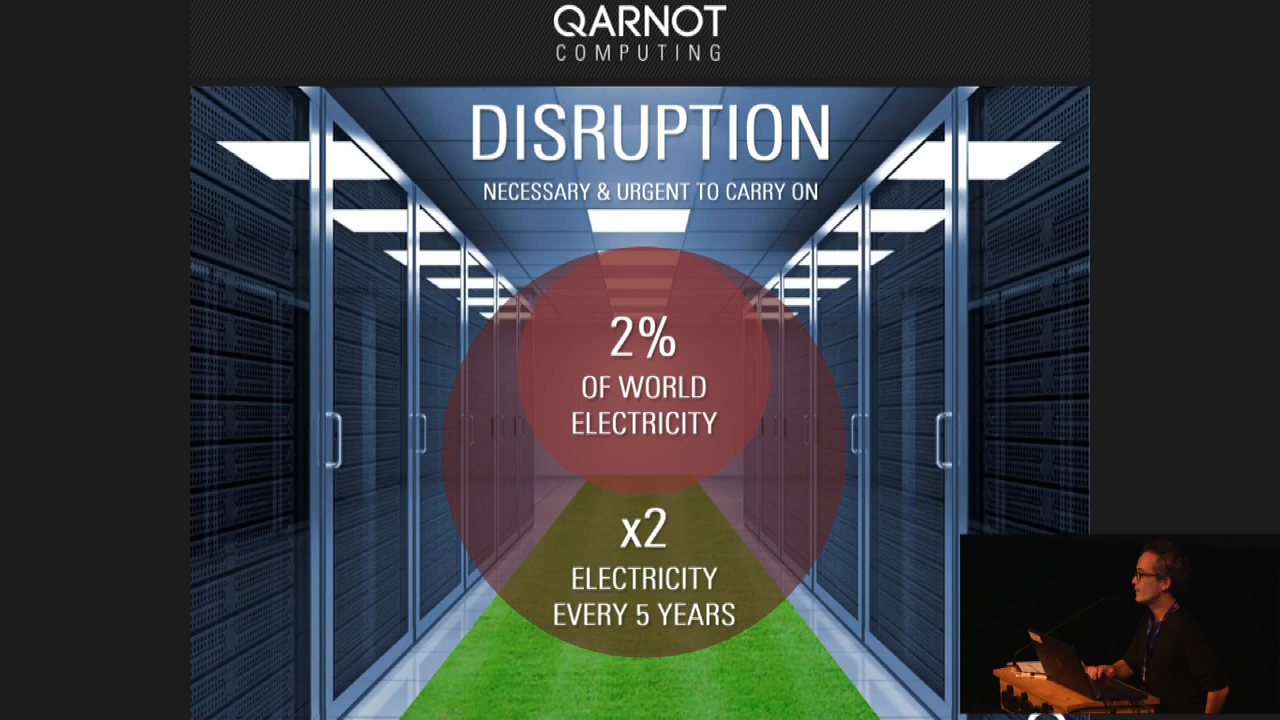 QARNOT
COMPUTING
DISRUPTION
NECESSARY & URGENT TO CARRY ON
2%
OF WORLD
ELECTRICITY
x2
ELECTRICITY
EVERY 5 YEARS